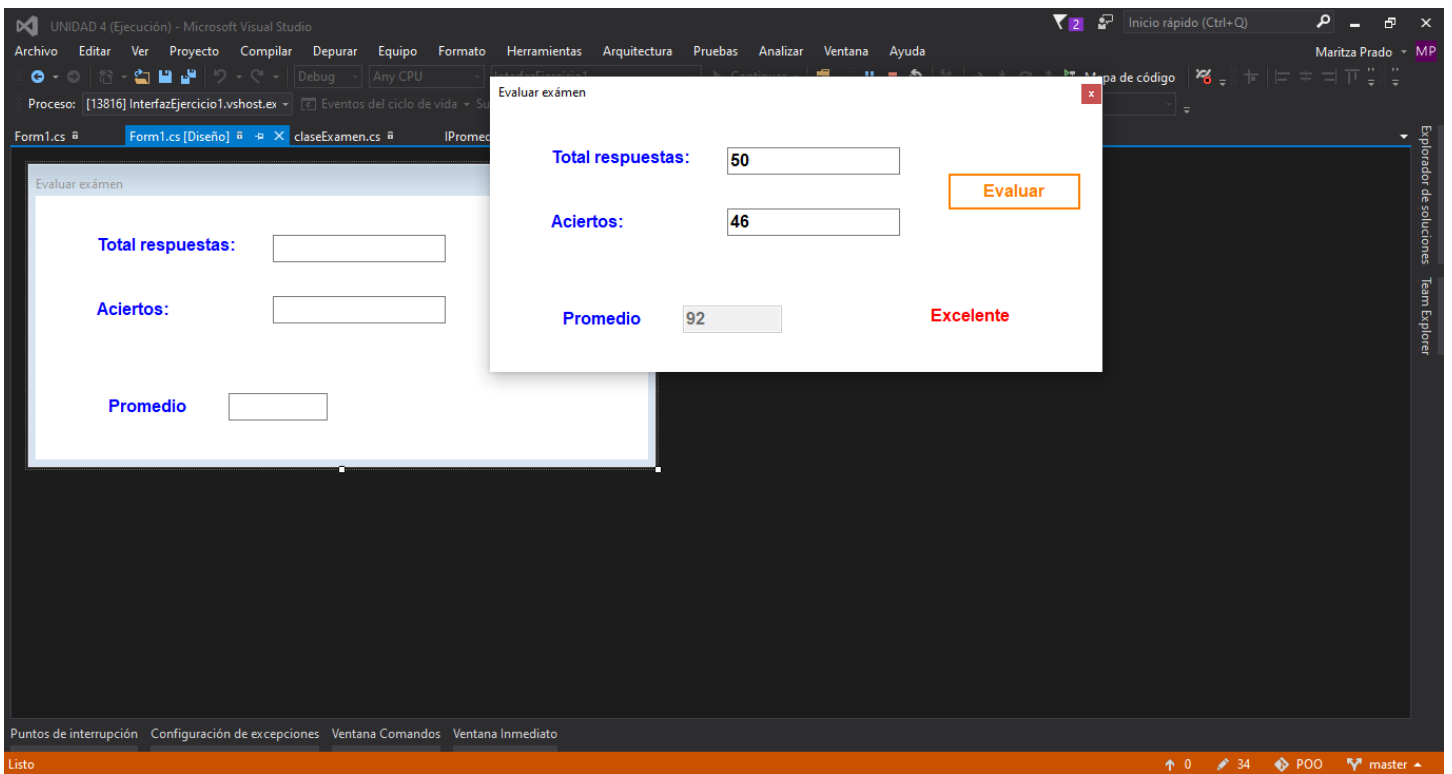 UNIDAD 4 (Ejecución) - Microsoft Visual Studio
2
Inicio rápido (Ctrl+Q)
Archivo Editar Ver Proyecto Compilar Depurar Equipo Formato Herramientas Arquitectura Pruebas Analizar Ventana Ayuda
Maritza Prado MP
Debug Any CPU
Mapa de código
Proceso: [13816] InterfazEjercicio1.vshost.ex Eventos del ciclo de vida
Form1.cs Form1.cs [Diseño] claseExamen.cs IPromed
Evaluar exámen
Total respuestas:
Aciertos:
Promedio
Evaluar exámen
x
Total respuestas: 50
Evaluar
Aciertos: 46
Promedio 92 Excelente
Explorador de soluciones
Team Explorer
Puntos de interrupción Configuración de excepciones Ventana Comandos Ventana Inmediato
Listo
0 34 POO master